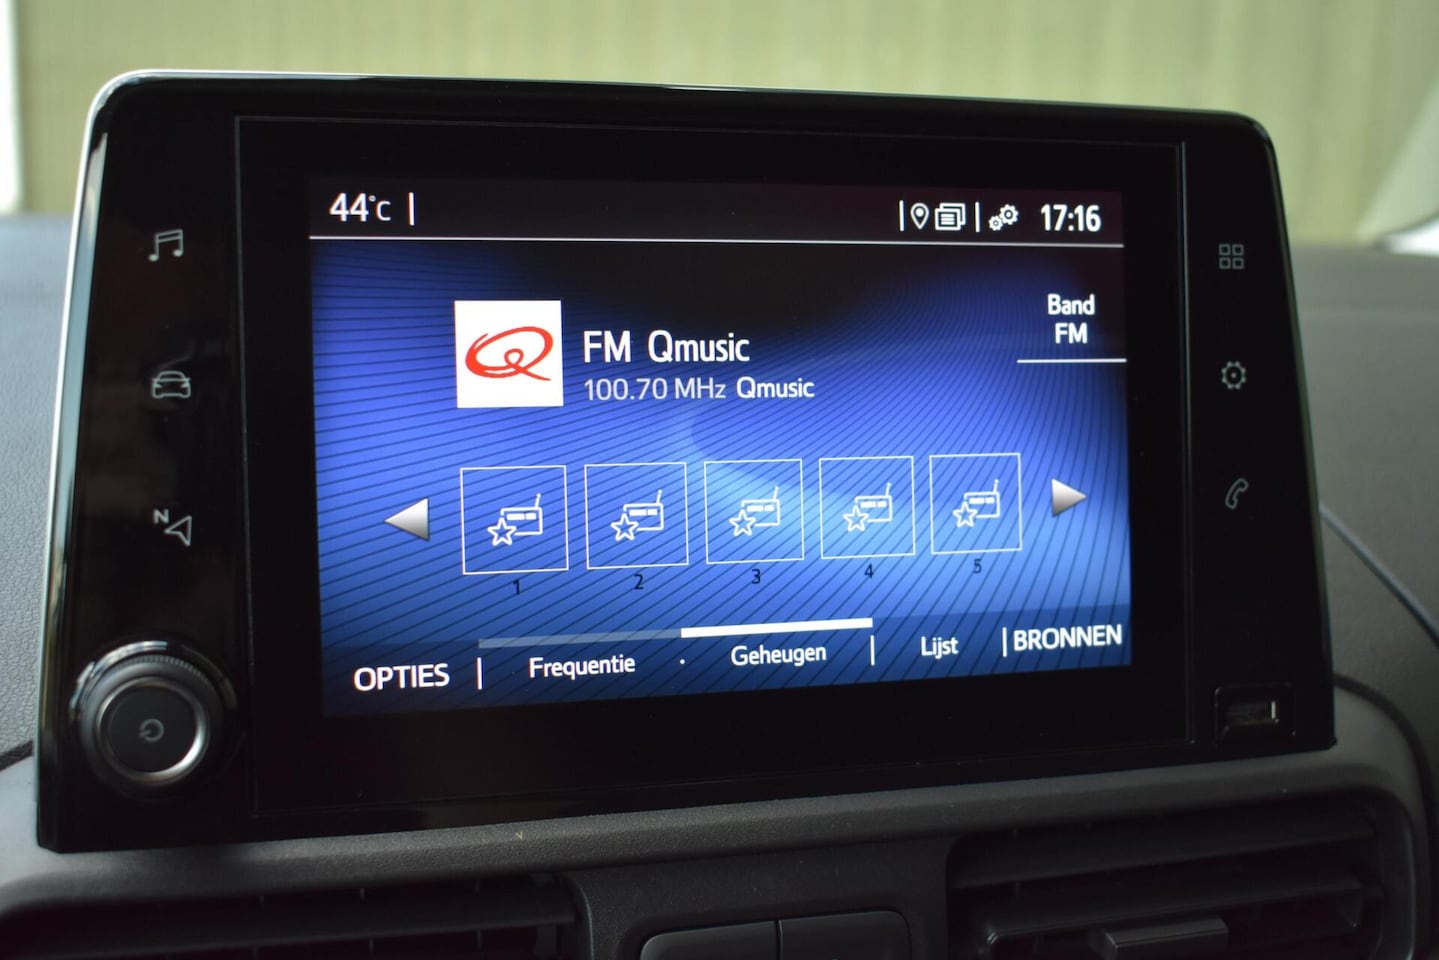 44°C
17:16
Band
FM
FM Qmusic
100.70 MHz Qmusic
1 2 3 4 5
OPTIES Frequentie · Geheugen Lijst BRONNEN
N